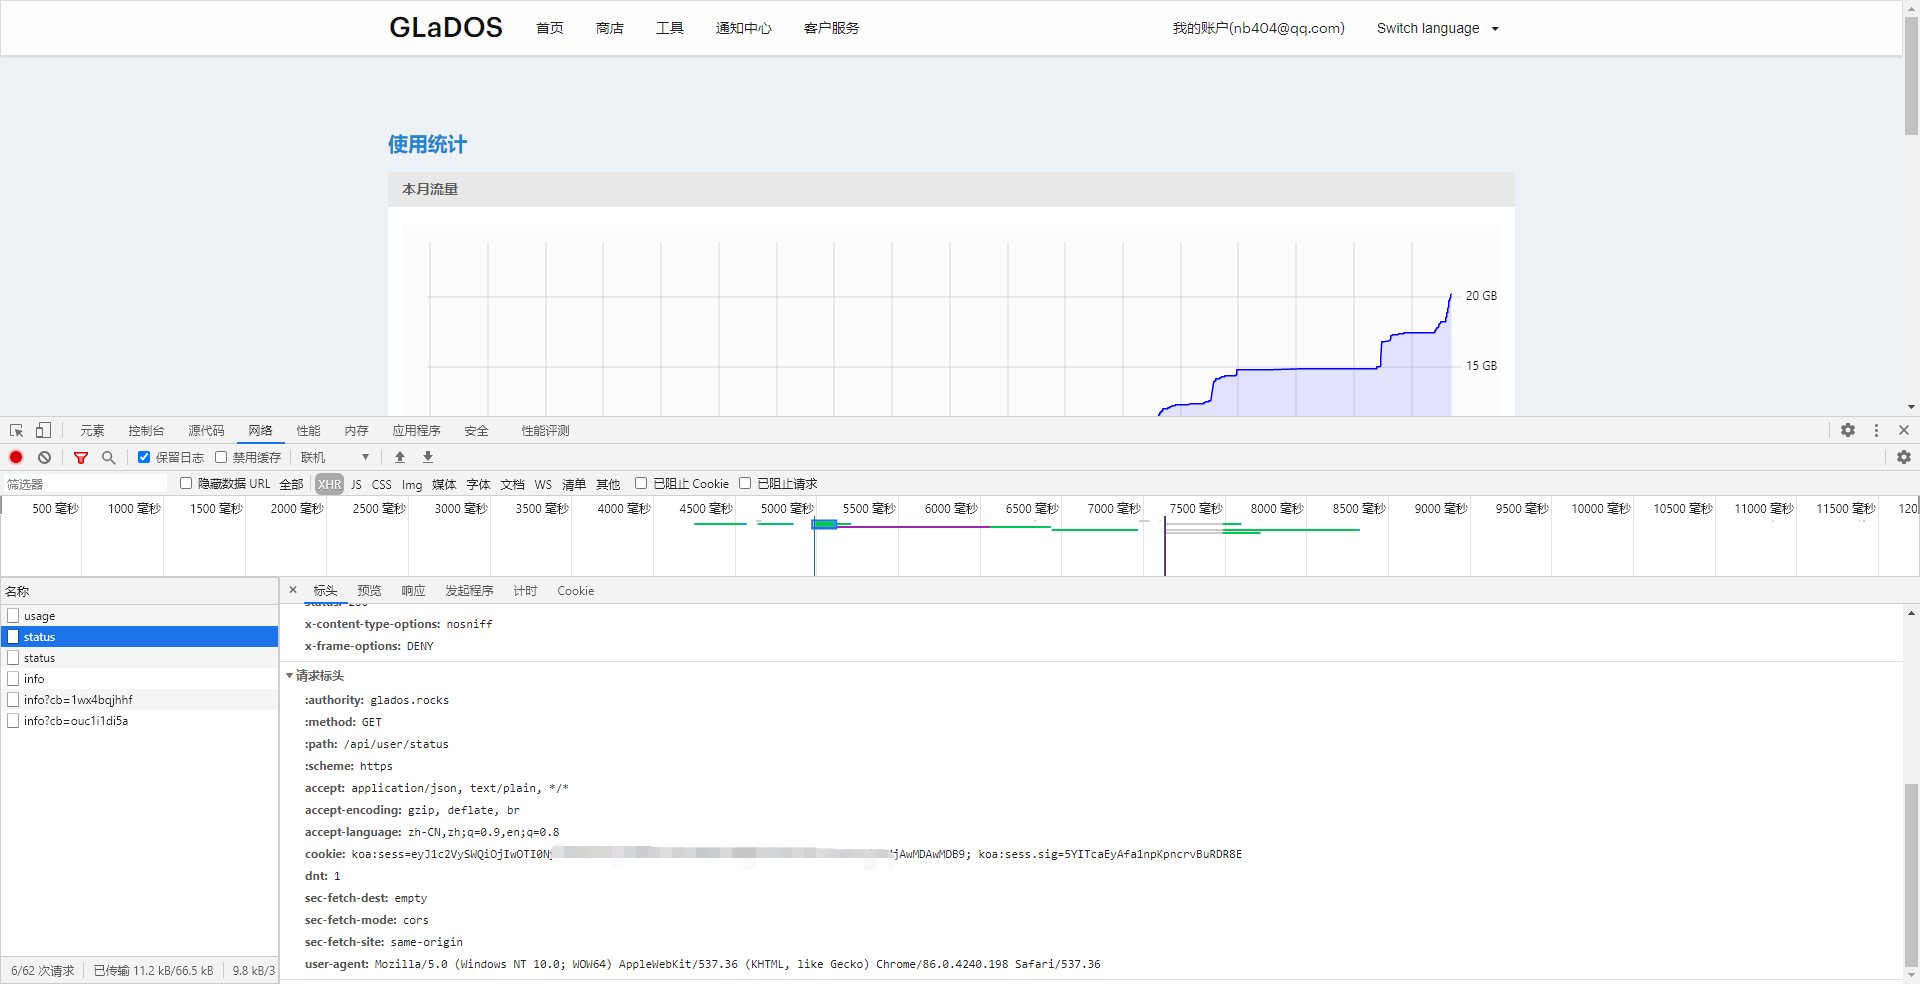 GLaDOS 首页 商店 工具 通知中心 客户服务 我的账户(nb404@qq.com) Switch language
使用统计
本月流量
20 GB
15 GB
元素 控制台 源代码 网络 性能 内存 应用程序 安全 性能评测
保留日志 禁用缓存 联机
筛选器 隐藏数据 URL 全部 XHR JS CSS Img 媒体 字体 文档 WS 清单 其他 已阻止 Cookie 已阻止请求
500 毫秒 1000 毫秒 1500 毫秒 2000 毫秒 2500 毫秒 3000 毫秒 3500 毫秒 4000 毫秒 4500 毫秒 5000 毫秒 5500 毫秒 6000 毫秒 6500 毫秒 7000 毫秒 7500 毫秒 8000 毫秒 8500 毫秒 9000 毫秒 9500 毫秒 10000 毫秒 10500 毫秒 11000 毫秒 11500 毫秒 120
名称
usage
status
status
info
info?cb=1wx4bqjhhf
info?cb=ouc1i1di5a
6/62 次请求 已传输 11.2 kB/66.5 kB 9.8 kB/3
标头 预览 响应 发起程序 计时 Cookie
x-content-type-options: nosniff
x-frame-options: DENY
请求标头
:authority: glados.rocks
:method: GET
:path: /api/user/status
:scheme: https
accept: application/json, text/plain, */*
accept-encoding: gzip, deflate, br
accept-language: zh-CN,zh;q=0.9,en;q=0.8
cookie: koa:sess=eyJ1c2VySWQiOjIwOTI0N jAwMDAwMDB9; koa:sess.sig=5YITcaEyAfa1npKpncrvBuRDR8E
dnt: 1
sec-fetch-dest: empty
sec-fetch-mode: cors
sec-fetch-site: same-origin
user-agent: Mozilla/5.0 (Windows NT 10.0; WOW64) AppleWebKit/537.36 (KHTML, like Gecko) Chrome/86.0.4240.198 Safari/537.36